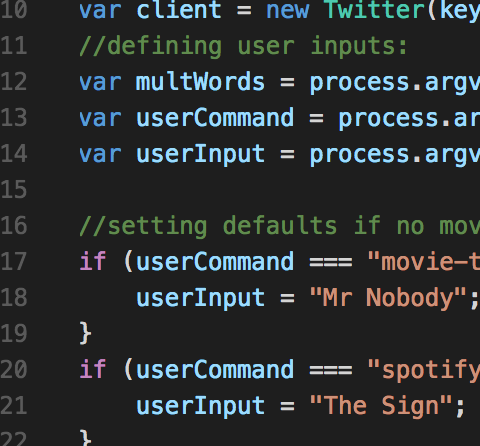 10 var client = new Twitter(key
11 //defining user inputs:
12 var multWords = process.argv
13 var userCommand = process.ar
14 var userInput = process.argv
15
16 //setting defaults if no mov
17 if (userCommand === "movie-t
18 userInput = "Mr Nobody";
19 }
20 if (userCommand === "spotify
21 userInput = "The Sign";
22 }